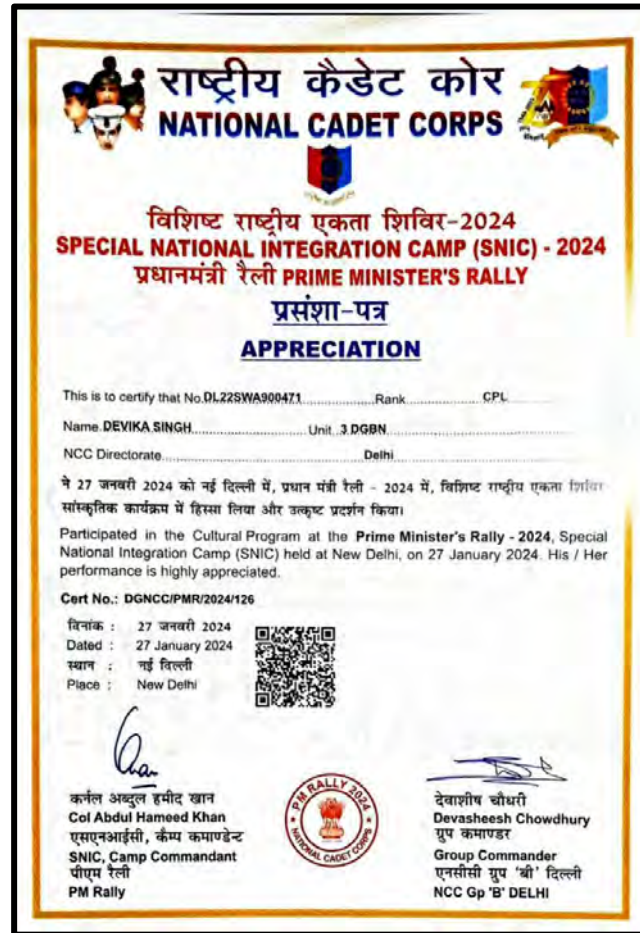 राष्ट्रीय कैडेट कोर
NATIONAL CADET CORPS
विशिष्ट राष्ट्रीय एकता शिविर-2024
SPECIAL NATIONAL INTEGRATION CAMP (SNIC) - 2024
प्रधानमंत्री रैली PRIME MINISTER'S RALLY
प्रसंशा-पत्र
APPRECIATION
This is to certify that No.DL22SWA900471 Rank CPL
Name DEVIKA SINGH Unit 3 DGBN
NCC Directorate Delhi
ने 27 जनवरी 2024 को नई दिल्ली में, प्रधान मंत्री रैली - 2024 में, विशिष्ट राष्ट्रीय एकता शिविर
सांस्कृतिक कार्यक्रम में हिस्सा लिया और उत्कृष्ट प्रदर्शन किया।
Participated in the Cultural Program at the Prime Minister's Rally - 2024, Special
National Integration Camp (SNIC) held at New Delhi, on 27 January 2024. His / Her
performance is highly appreciated.
Cert No.: DGNCC/PMR/2024/126
दिनांक : 27 जनवरी 2024
Dated : 27 January 2024
स्थान : नई दिल्ली
Place : New Delhi
कर्नल अब्दुल हमीद खान
Col Abdul Hameed Khan
एसएनआईसी, कैम्प कमाण्डेन्ट
SNIC, Camp Commandant
पीएम रैली
PM Rally
PM RALLY 2024
NATIONAL CADET CORPS
देवाशीष चौधरी
Devasheesh Chowdhury
ग्रुप कमाण्डर
Group Commander
एनसीसी ग्रुप 'बी' दिल्ली
NCC Gp 'B' DELHI